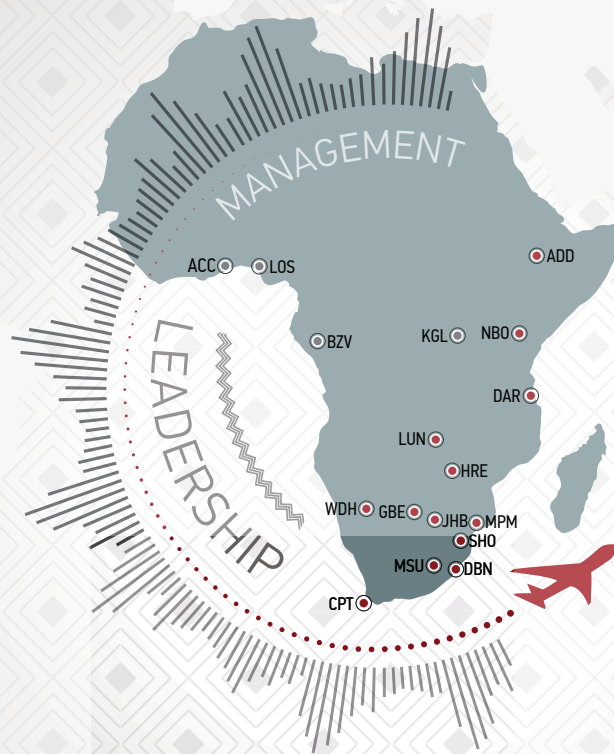 MANAGEMENT
LEADERSHIP
ACC
LOS
ADD
BZV
KGL
NBO
DAR
LUN
HRE
WDH
GBE
JHB
MPM
SHO
MSU
DBN
CPT